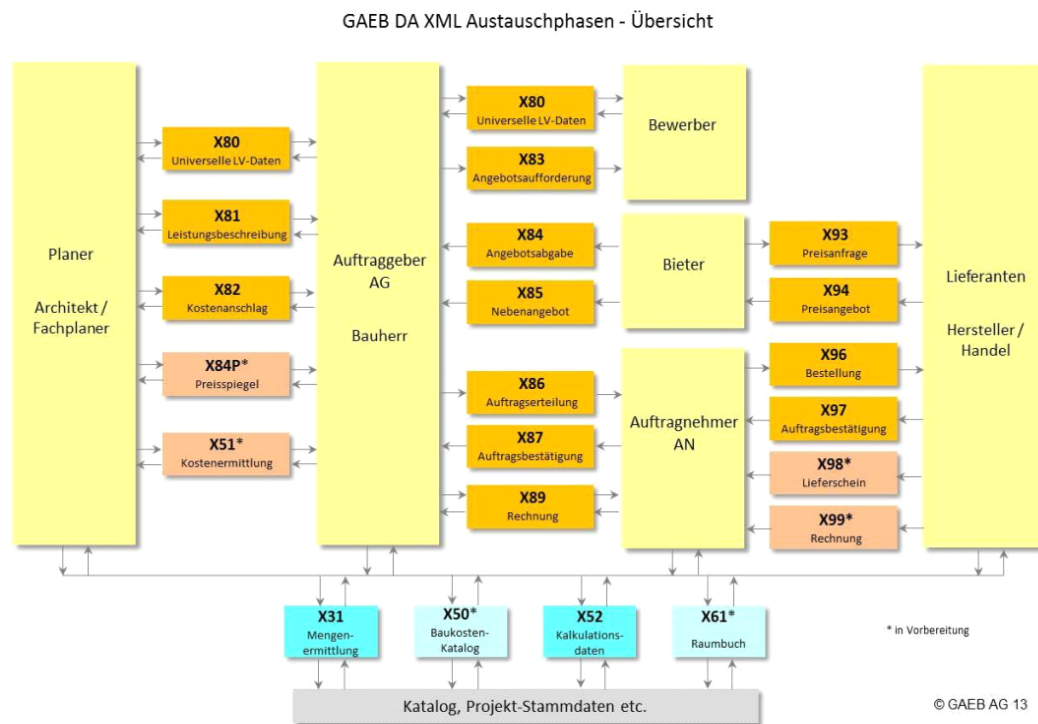 GAEB DA XML Austauschphasen - Übersicht
Planer
Architekt /
Fachplaner
X80
Universelle LV-Daten
X81
Leistungsbeschreibung
X82
Kostenanschlag
X84P*
Preisspiegel
X51*
Kostenermittlung
Auftraggeber
AG
Bauherr
X80
Universelle LV-Daten
X83
Angebotsaufforderung
X84
Angebotsabgabe
X85
Nebenangebot
X86
Auftragserteilung
X87
Auftragsbestätigung
X89
Rechnung
Bewerber
Bieter
Auftragnehmer
AN
X93
Preisanfrage
X94
Preisangebot
X96
Bestellung
X97
Auftragsbestätigung
X98*
Lieferschein
X99*
Rechnung
Lieferanten
Hersteller /
Handel
X31
Mengen-
ermittlung
X50*
Baukosten-
Katalog
X52
Kalkulations-
daten
X61*
Raumbuch
* in Vorbereitung
Katalog, Projekt-Stammdaten etc.
© GAEB AG 13